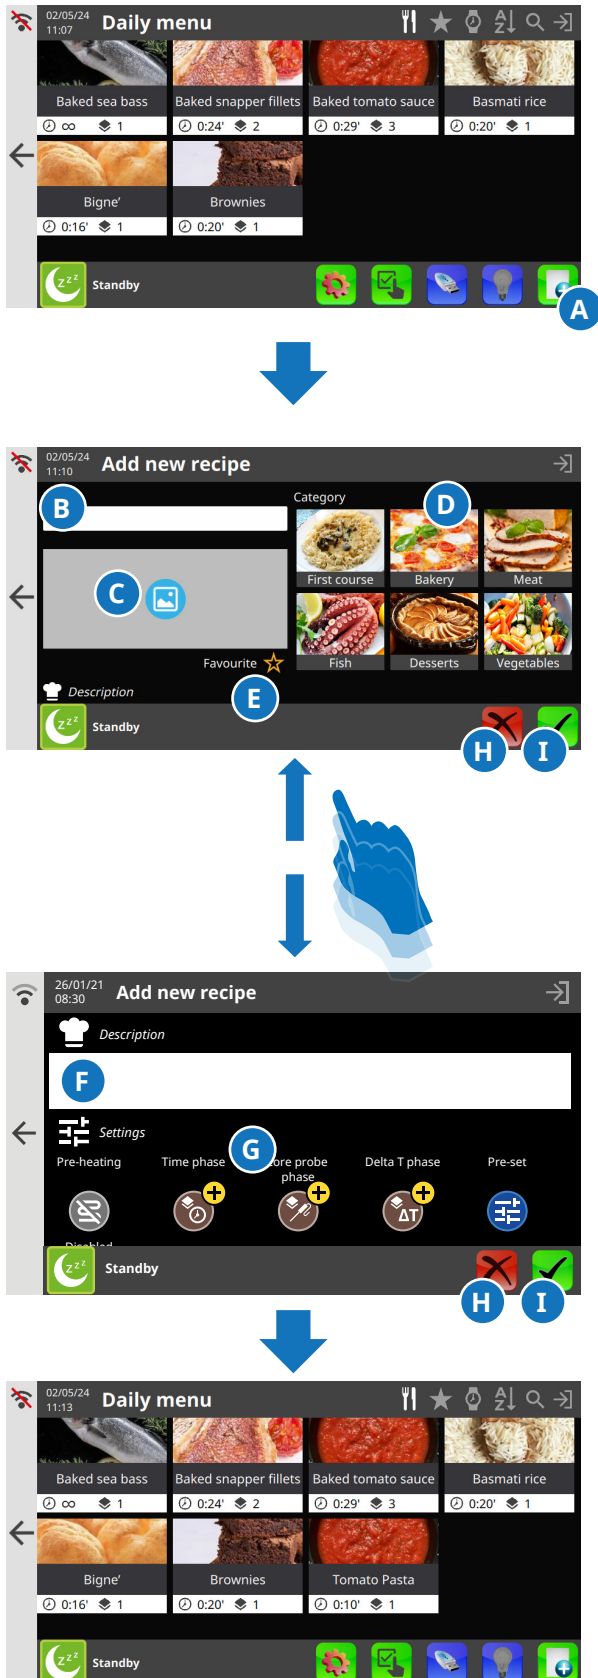 02/05/24
11:07
Daily menu
Baked sea bass
Baked snapper fillets
Baked tomato sauce
Basmati rice
∞ 1
0:24' 2
0:29' 3
0:20' 1
Bigne’
Brownies
0:16' 1
0:20' 1
zzz
Standby
A
02/05/24
11:10
Add new recipe
Category
B
D
First course
Bakery
Meat
C
Fish
Desserts
Vegetables
Favourite
E
Description
zzz
Standby
H
I
26/01/21
08:30
Add new recipe
Description
F
Settings
G
Pre-heating
Time phase
ore probe
phase
Delta T phase
Pre-set
ΔT
Disabled
zzz
Standby
H
I
02/05/24
11:13
Daily menu
Baked sea bass
Baked snapper fillets
Baked tomato sauce
Basmati rice
∞ 1
0:24' 2
0:29' 3
0:20' 1
Bigne’
Brownies
Tomato Pasta
0:16' 1
0:20' 1
0:10' 1
zzz
Standby